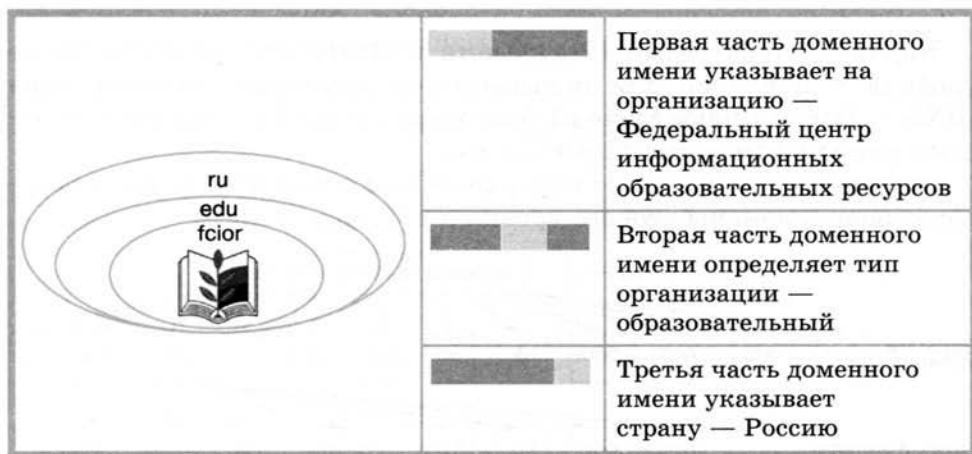 ru
edu
fcior
Первая часть доменного
имени указывает на
организацию —
Федеральный центр
информационных
образовательных ресурсов
Вторая часть доменного
имени определяет тип
организации —
образовательный
Третья часть доменного
имени указывает
страну — Россию